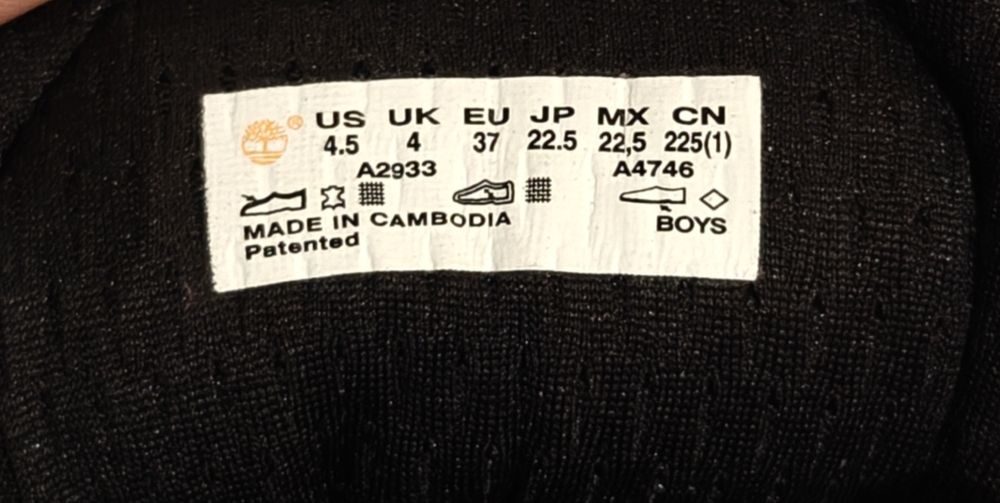 ® US UK EU JP MX CN
4.5 4 37 22.5 22,5 225(1)
A2933 A4746
MADE IN CAMBODIA BOYS
Patented